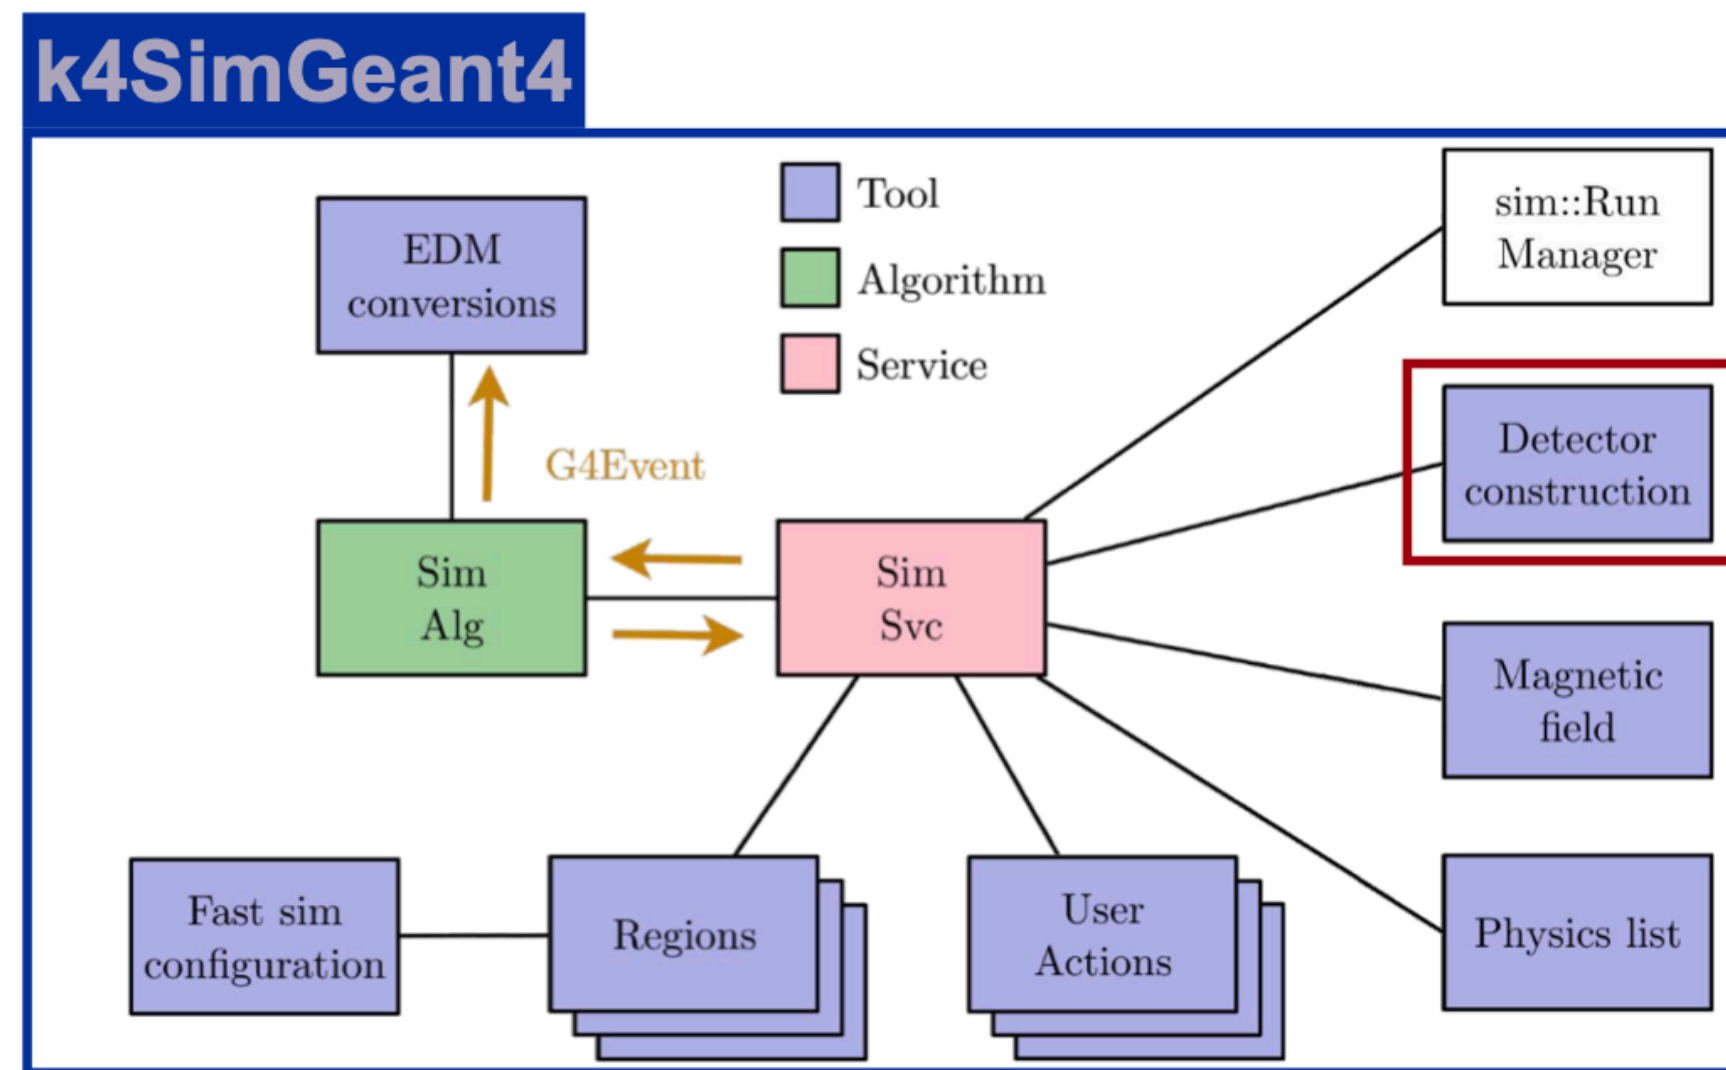 k4SimGeant4
EDM
conversions
Tool
Algorithm
Service
sim::Run
Manager
Detector
construction
G4Event
Sim
Alg
Sim
Svc
Magnetic
field
Fast sim
configuration
Regions
User
Actions
Physics list